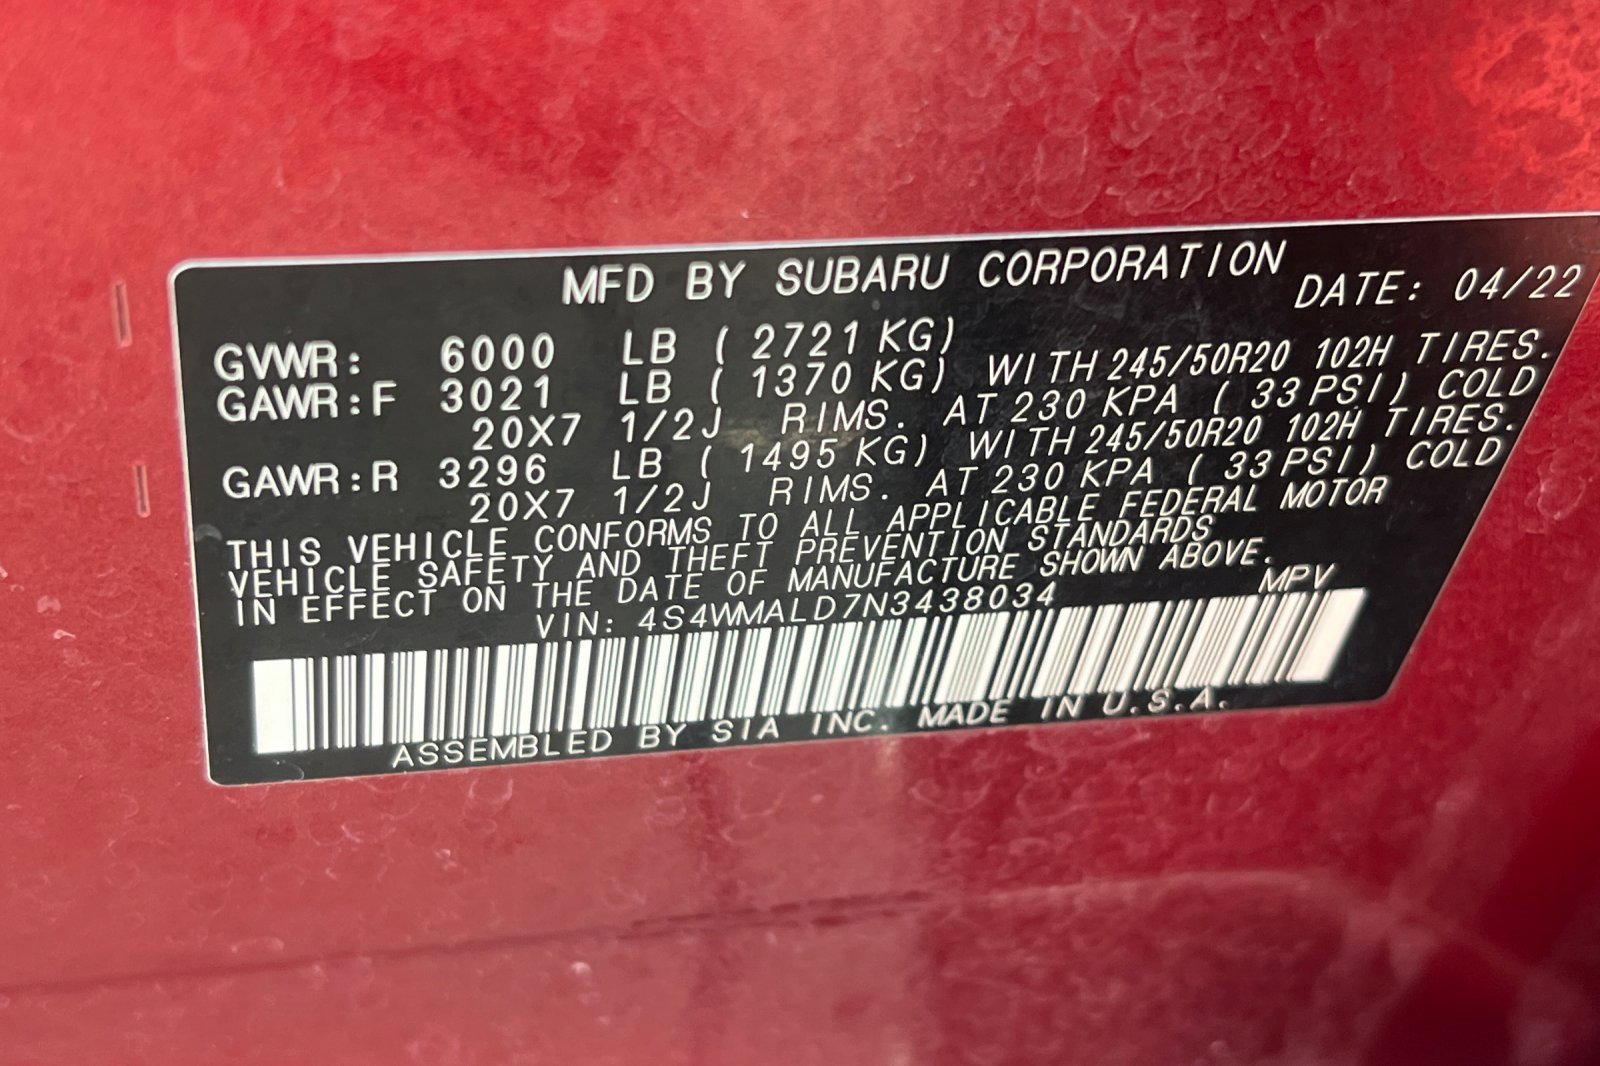 MFD BY SUBARU CORPORATION DATE: 04/22
GVWR: 6000 LB ( 2721 KG)
GAWR:F 3021 LB ( 1370 KG) WITH 245/50R20 102H TIRES.
20X7 1/2J RIMS. AT 230 KPA ( 33 PSI) COLD
GAWR:R 3296 LB ( 1495 KG) WITH 245/50R20 102H TIRES.
20X7 1/2J RIMS. AT 230 KPA ( 33 PSI) COLD
THIS VEHICLE CONFORMS TO ALL APPLICABLE FEDERAL MOTOR
VEHICLE SAFETY AND THEFT PREVENTION STANDARDS
IN EFFECT ON THE DATE OF MANUFACTURE SHOWN ABOVE.
VIN: 4S4WMALD7N3438034 MPV
ASSEMBLED BY SIA INC. MADE IN U.S.A.